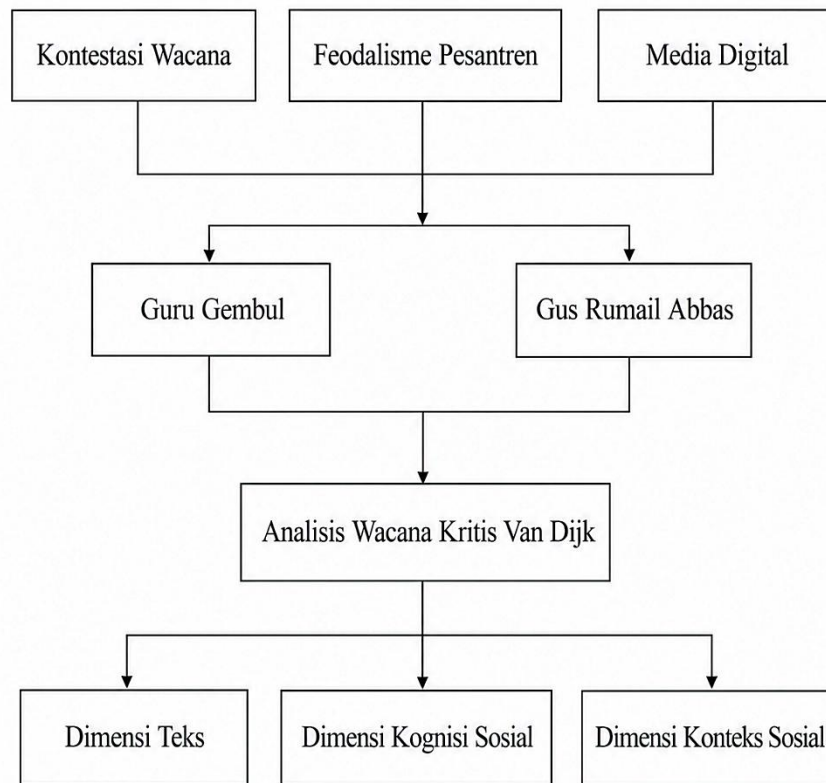 Kontestasi Wacana
Feodalisme Pesantren
Media Digital
Guru Gembul
Gus Rumail Abbas
Analisis Wacana Kritis Van Dijk
Dimensi Teks
Dimensi Kognisi Sosial
Dimensi Konteks Sosial